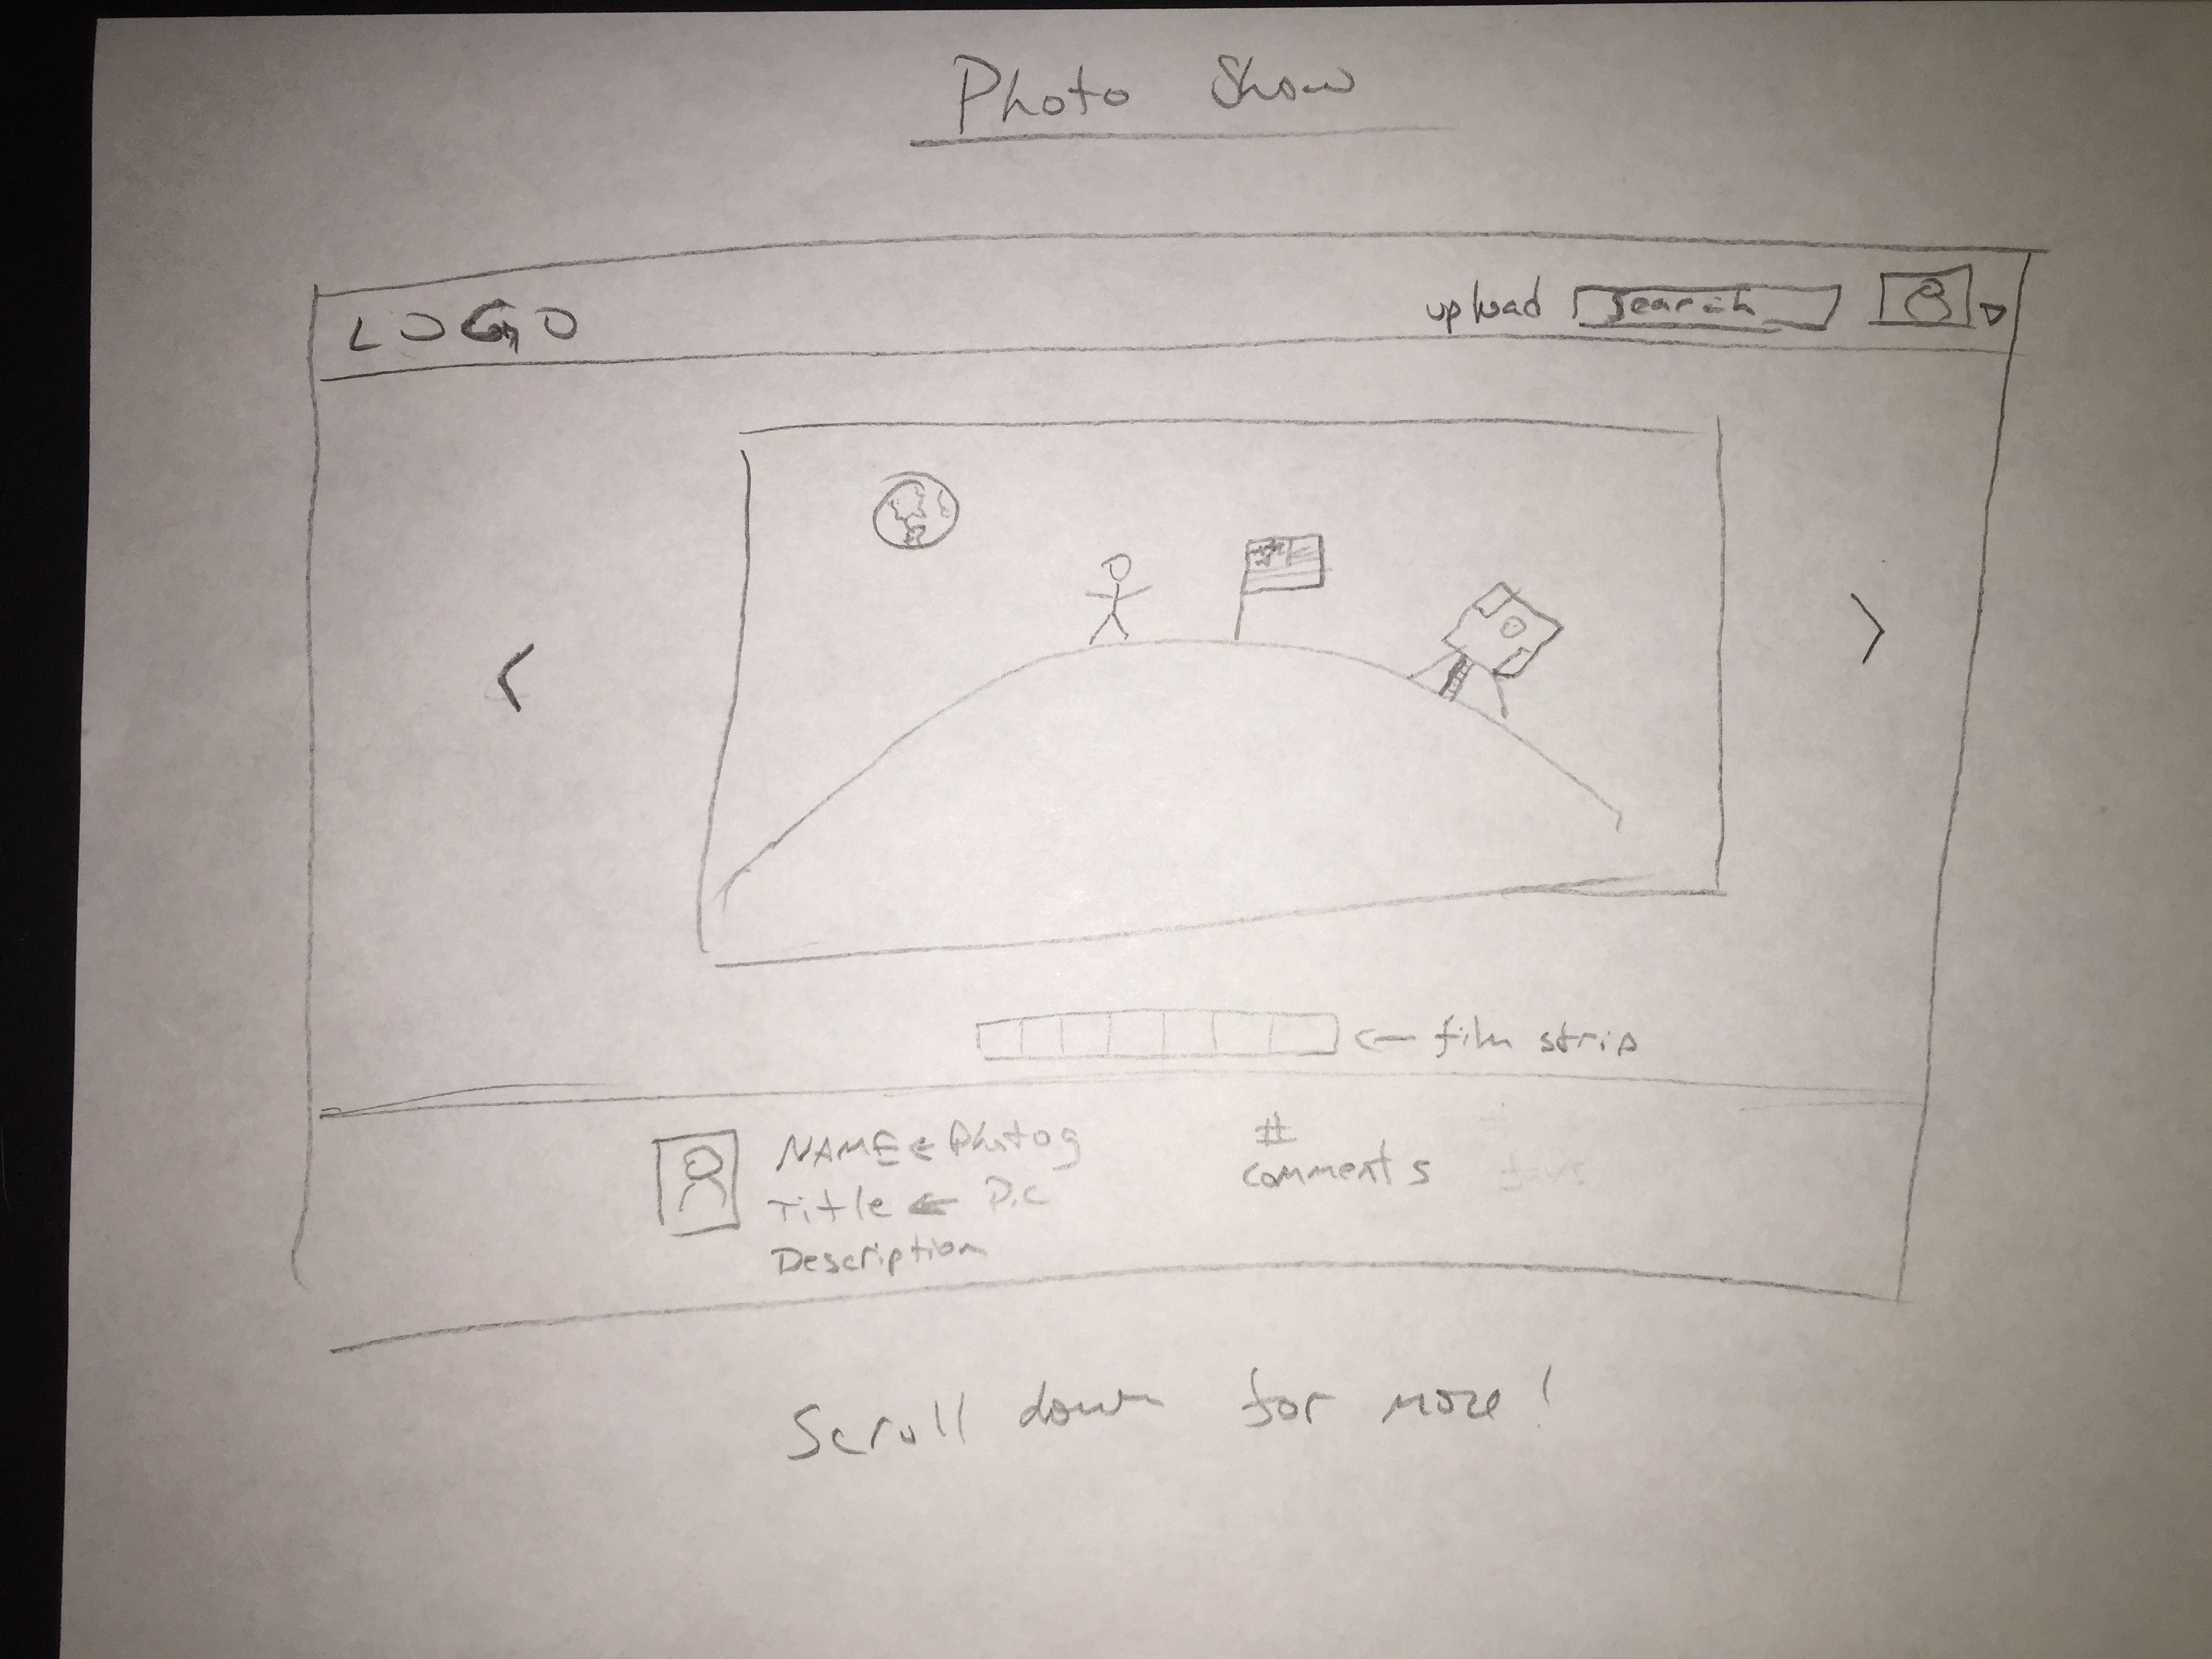 Photo Show
LOGO
upload
search
<
>
<— film strip
NAME ← Photog
Title ← Pic
Description
#
comments
Scroll down for more!